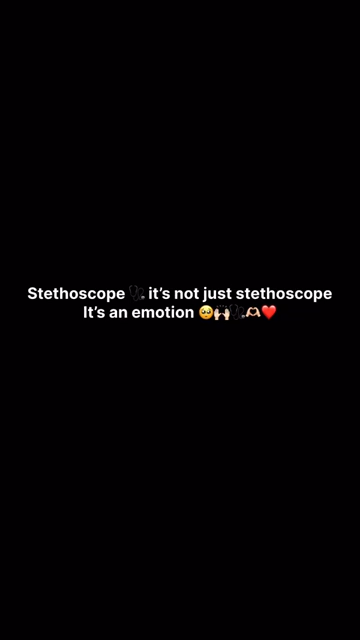 Stethoscope 🩺 it’s not just stethoscope
It’s an emotion 🥺🙌🏻🩺🫶🏻❤️